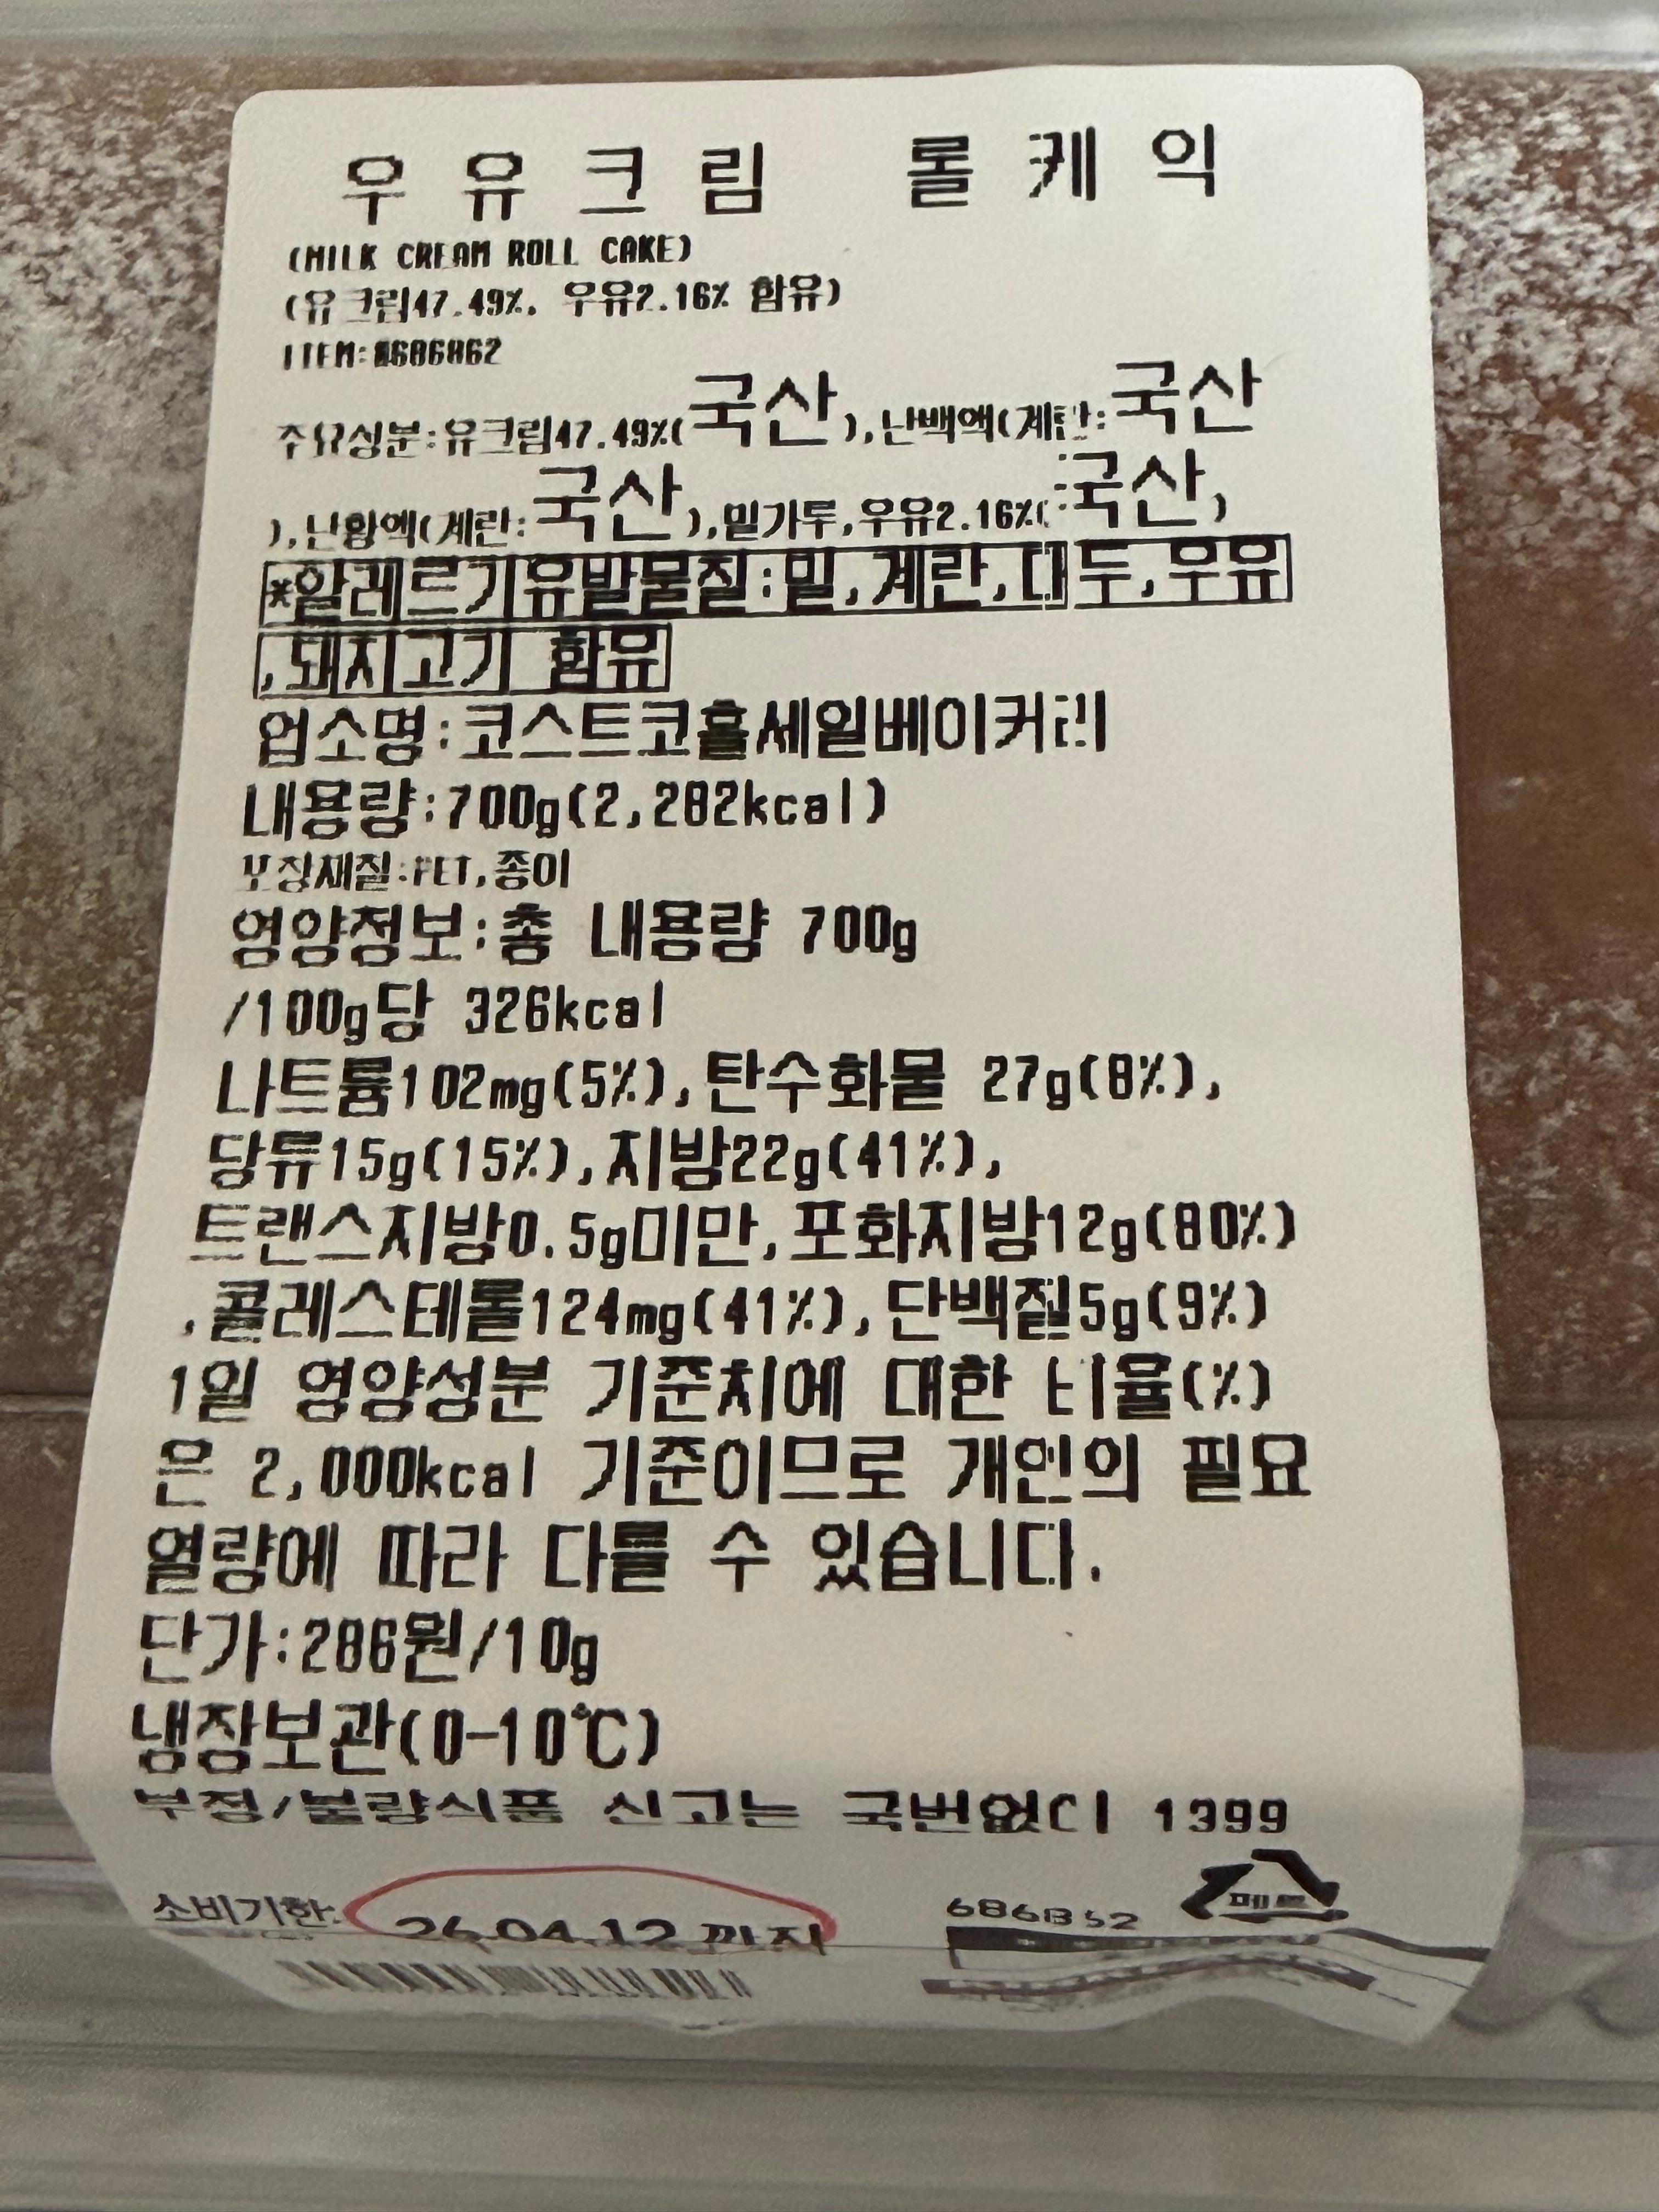 우유크림 롤케익
(MILK CREAM ROLL CAKE)
(유크림47.49%, 우유2.16% 함유)
ITEM:
주요성분:유크림47.49%(국산),난백액(계란:국산
),난황액(계란:국산),밀가루,우유2.16%(국산)
*알레르기유발물질:밀,계란,대두,우유
,돼지고기 함유
업소명:코스트코홀세일베이커리
내용량:700g(2,282kcal)
포장재질:PET,종이
영양정보:총 내용량 700g
/100g당 326kcal
나트륨102mg(5%),탄수화물 27g(8%),
당류15g(15%),지방22g(41%),
트랜스지방0.5g미만,포화지방12g(80%)
,콜레스테롤124mg(41%),단백질5g(9%)
1일 영양성분 기준치에 대한 비율(%)
은 2,000kcal 기준이므로 개인의 필요
열량에 따라 다를 수 있습니다.
단가:286원/10g
냉장보관(0-10℃)
부정/불량식품 신고는 국번없이 1399
소비기한: 26.04.12 까지
페트